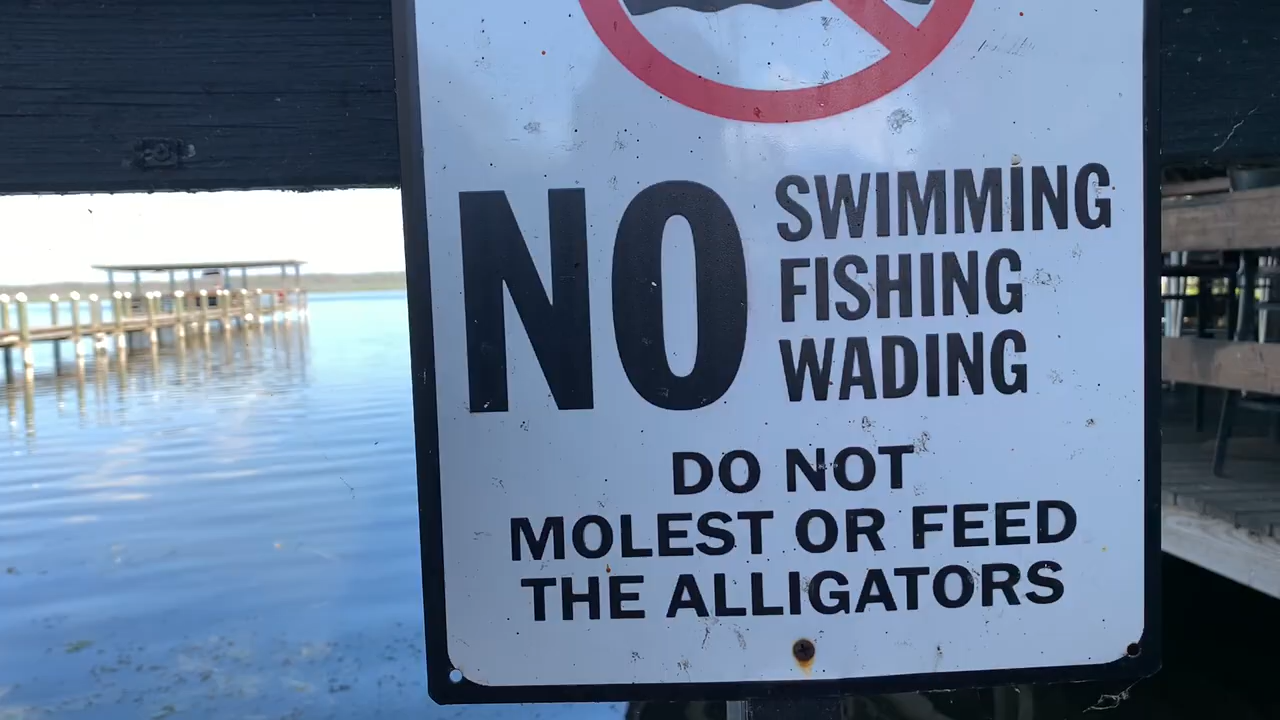 NO
SWIMMING
FISHING
WADING
DO NOT
MOLEST OR FEED
THE ALLIGATORS